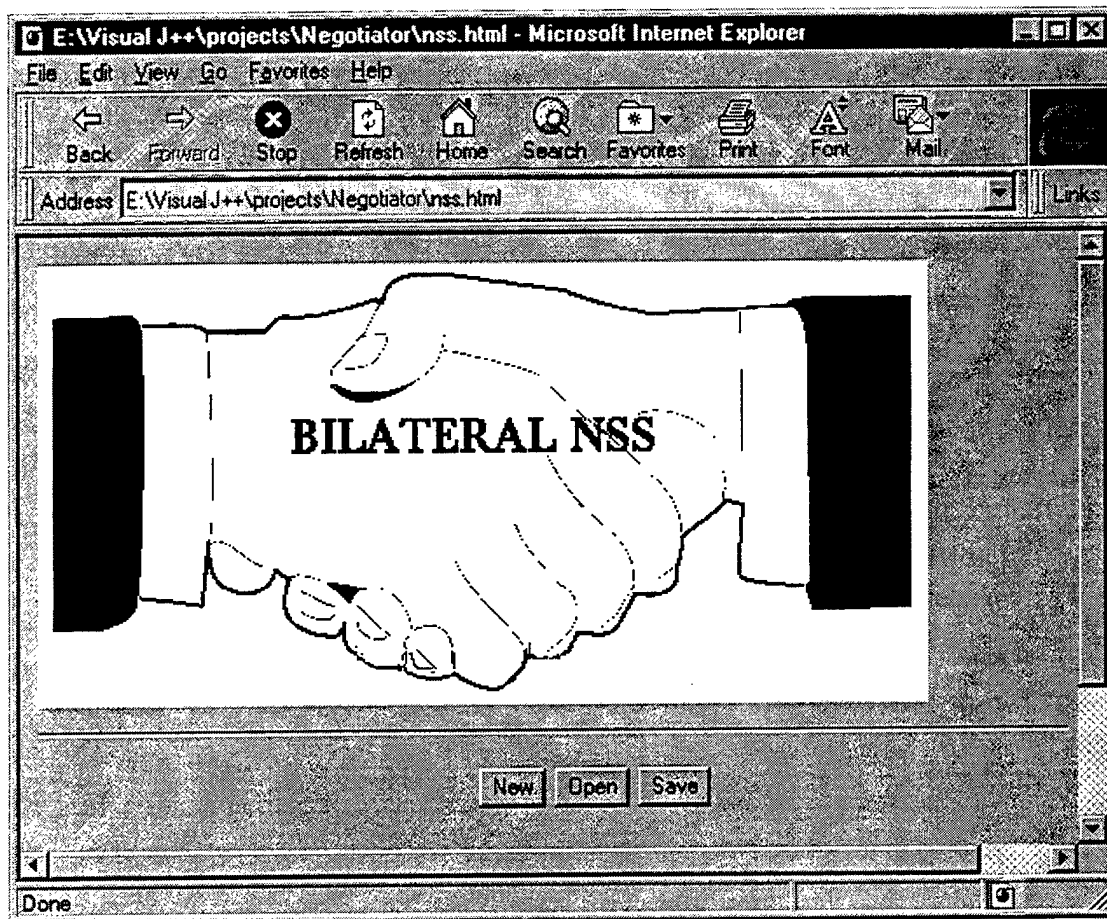 E:\Visual J++\projects\Negotiator\nss.html - Microsoft Internet Explorer
File Edit View Go Favorites Help
Back Forward Stop Refresh Home Search Favorites Print Font Mail
Address E:\Visual J++\projects\Negotiator\nss.html Links
BILATERAL NSS
New Open Save
Done